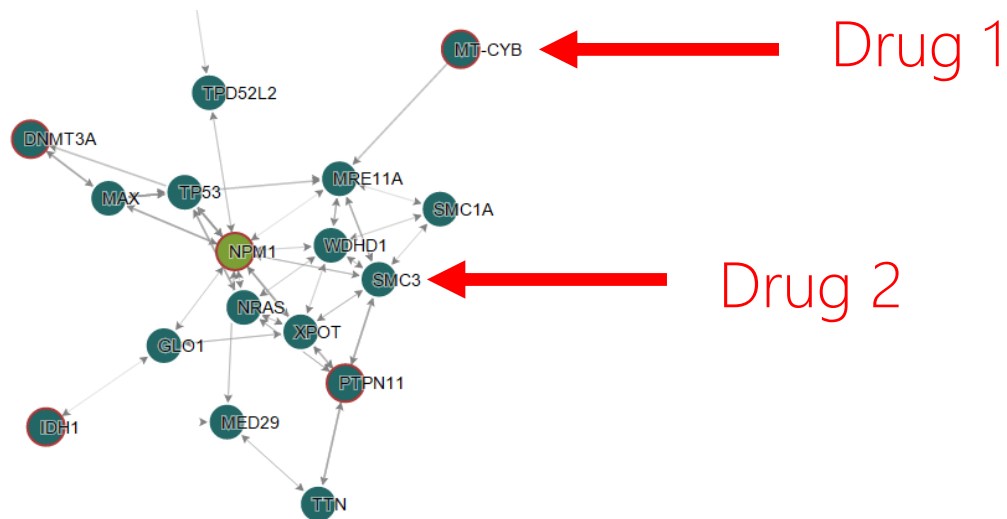 Drug 1
MT-CYB
TPD52L2
DNMT3A
MRE11A
TP53
MAX
SMC1A
WDHD1
NPM1
SMC3
Drug 2
NRAS
XPOT
GLO1
PTPN11
MED29
IDH1
TTN